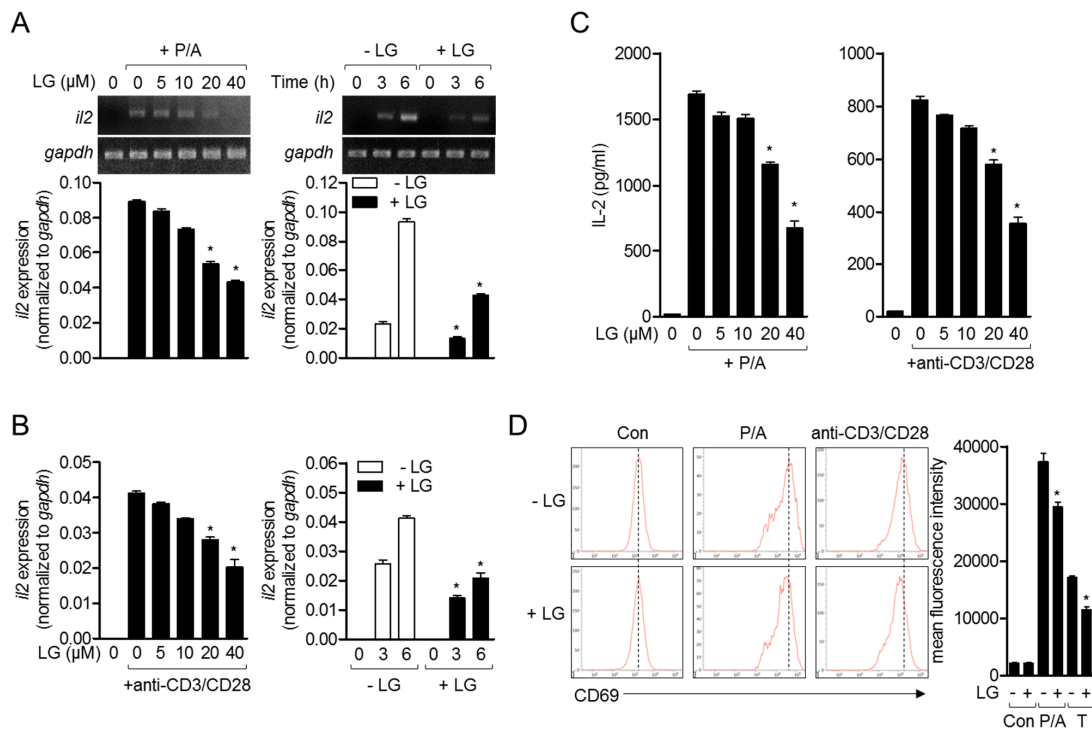 A
+ P/A
LG (μM) 0 0 5 10 20 40
il2
gapdh
0.10
0.08
0.06
0.04
0.02
0.00
il2 expression
(normalized to gapdh)
* *
- LG + LG
Time (h) 0 3 6 0 3 6
il2
gapdh
0.12
0.10
0.08
0.06
0.04
0.02
0.00
il2 expression
(normalized to gapdh)
- LG
+ LG
* *
B
0.05
0.04
0.03
0.02
0.01
0.00
il2 expression
(normalized to gapdh)
* *
LG (μM) 0 0 5 10 20 40
+anti-CD3/CD28
0.06
0.05
0.04
0.03
0.02
0.01
0.00
il2 expression
(normalized to gapdh)
- LG
+ LG
* *
0 3 6 0 3 6
- LG + LG
C
2000
1500
1000
500
0
IL-2 (pg/ml)
* *
LG (μM) 0 0 5 10 20 40
+ P/A
1000
800
600
400
200
0
* *
0 0 5 10 20 40
+anti-CD3/CD28
D
Con P/A anti-CD3/CD28
- LG
+ LG
CD69
40000
30000
20000
10000
0
mean fluorescence intensity
* *
LG - + - + - +
Con P/A T